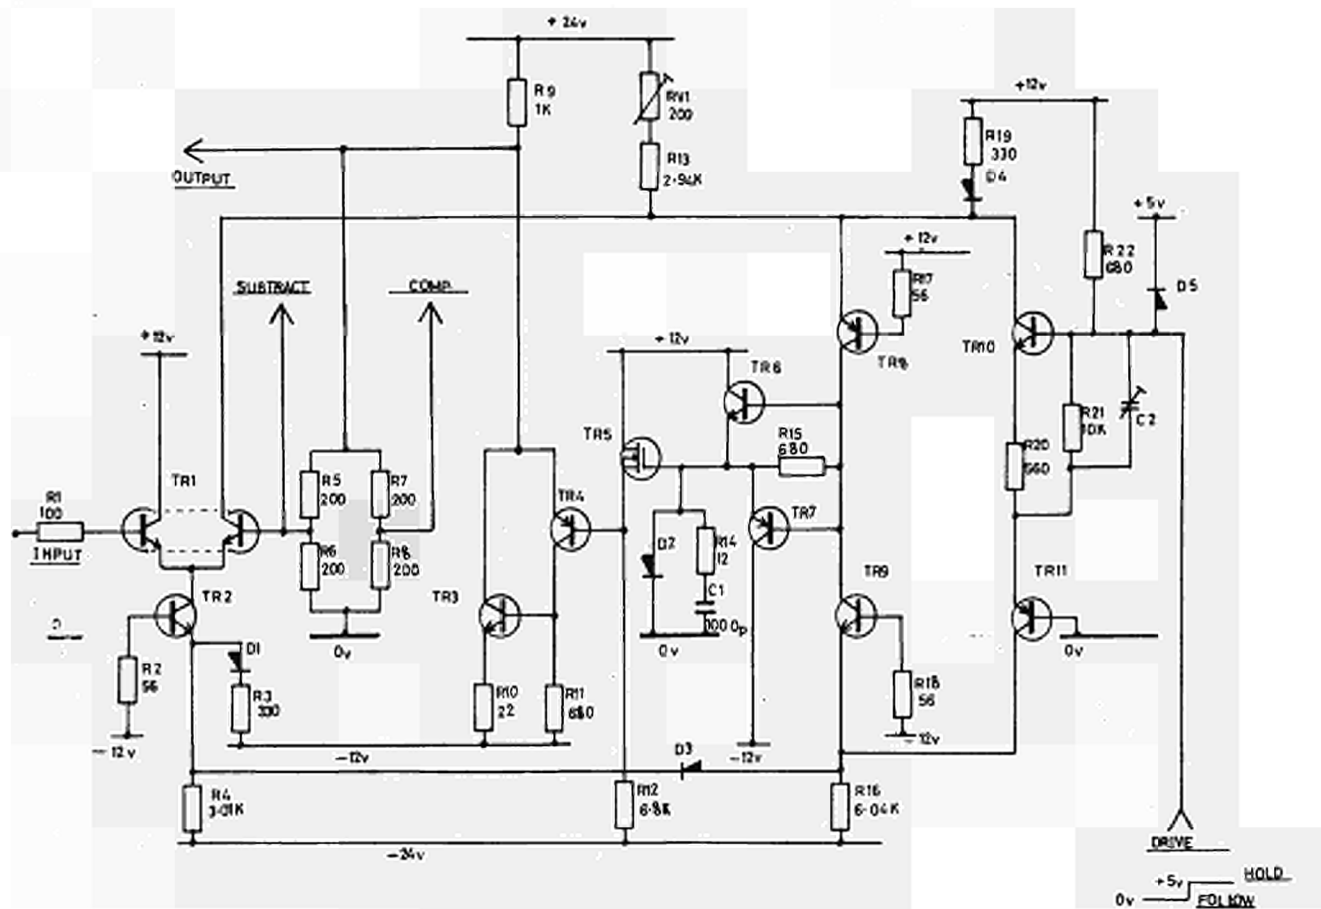 + 24v
R9
1K
RV1
200
R13
2.94K
+12v
R19
330
D4
OUTPUT
+5v
R22
680
D5
SUBTRACT
COMP.
+12v
R17
56
+12v
+12v
TR8
TR10
TR6
R21
10K
C2
TR5
R15
680
R20
560
TR1
R5
200
R7
200
TR4
TR7
R1
100
INPUT
R6
200
R8
200
D2
R14
12
C1
1000p
TR2
TR3
TR9
TR11
D1
0v
0v
0v
R2
56
R3
330
R10
22
R11
680
R18
56
-12v
-12v
D3
-12v
-12v
R4
3.01K
R12
6.8K
R16
6.04K
-24v
DRIVE
+5v
HOLD
0v
FOLLOW